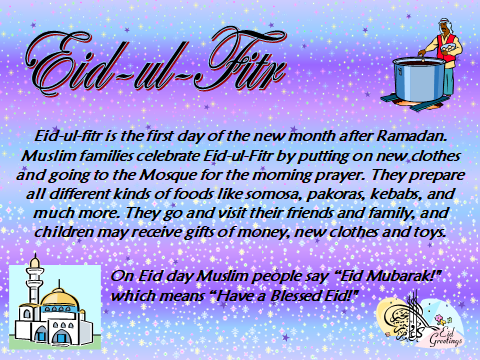 Eid-ul-Fitr
Eid-ul-fitr is the first day of the new month after Ramadan.
Muslim families celebrate Eid-ul-Fitr by putting on new clothes
and going to the Mosque for the morning prayer. They prepare
all different kinds of foods like somosa, pakoras, kebabs, and
much more. They go and visit their friends and family, and
children may receive gifts of money, new clothes and toys.
On Eid day Muslim people say “Eid Mubarak!”
which means “Have a Blessed Eid!”
Eid
Greetings